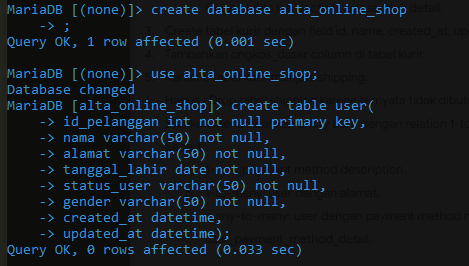 MariaDB [(none)]> create database alta_online_shop
    -> ;
Query OK, 1 row affected (0.001 sec)

MariaDB [(none)]> use alta_online_shop;
Database changed
MariaDB [alta_online_shop]> create table user(
    -> id_pelanggan int not null primary key,
    -> nama varchar(50) not null,
    -> alamat varchar(50) not null,
    -> tanggal_lahir date not null,
    -> status_user varchar(50) not null,
    -> gender varchar(50) not null,
    -> created_at datetime,
    -> updated_at datetime);
Query OK, 0 rows affected (0.033 sec)